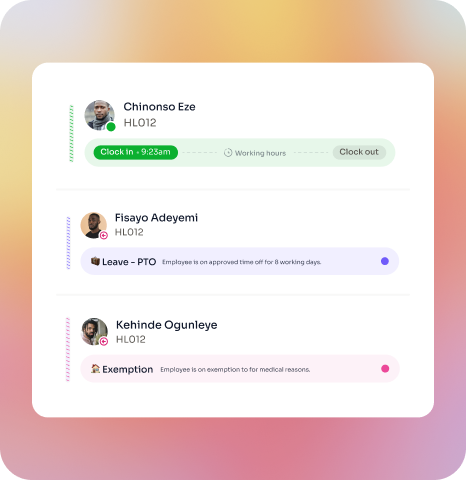 Chinonso Eze
HL012
Clock in • 9:23am Working hours Clock out
Fisayo Adeyemi
HL012
Leave - PTO Employee is on approved time off for 8 working days.
Kehinde Ogunleye
HL012
Exemption Employee is on exemption to for medical reasons.